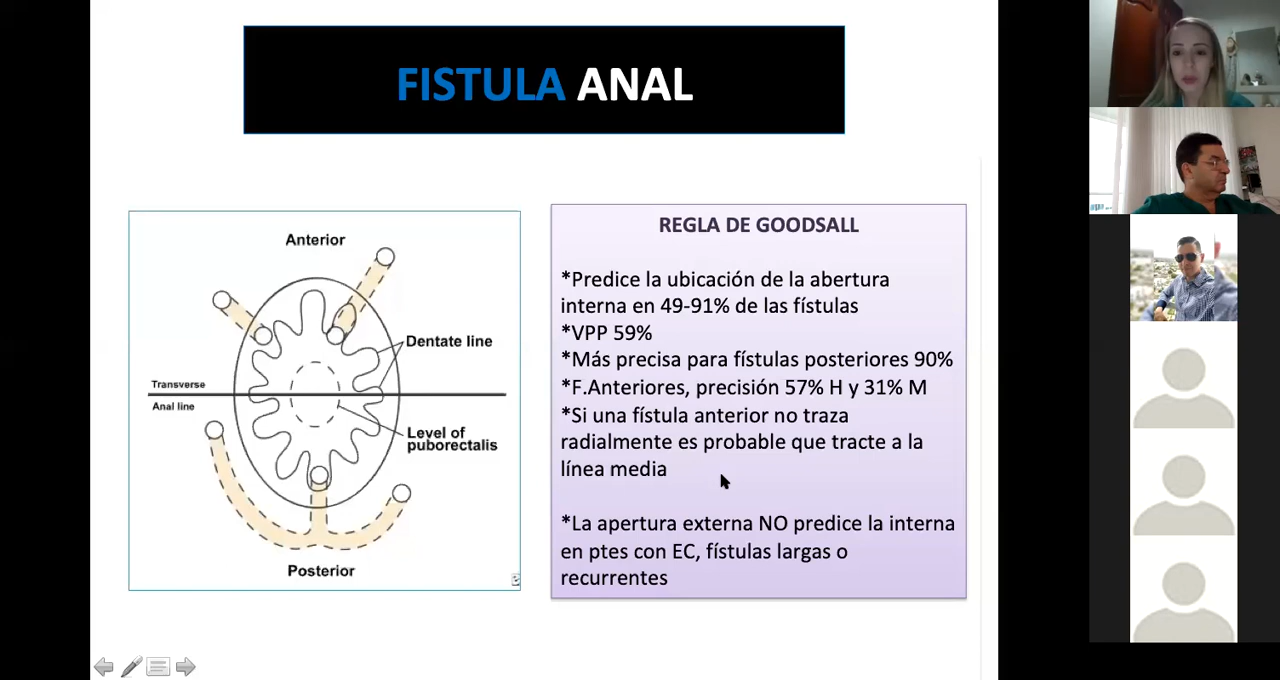 FISTULA ANAL
Anterior
Dentate line
Transverse
Anal line
Level of
puborectalis
Posterior
REGLA DE GOODSALL
*Predice la ubicación de la abertura
interna en 49-91% de las fístulas
*VPP 59%
*Más precisa para fístulas posteriores 90%
*F.Anteriores, precisión 57% H y 31% M
*Si una fístula anterior no traza
radialmente es probable que tracte a la
línea media
*La apertura externa NO predice la interna
en ptes con EC, fístulas largas o
recurrentes